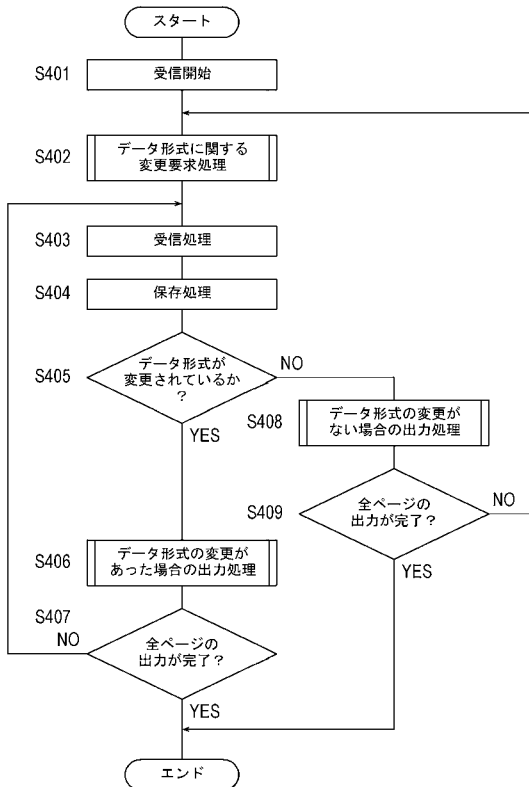 スタート
S401
受信開始
S402
データ形式に関する
変更要求処理
S403
受信処理
S404
保存処理
S405
データ形式が
変更されているか
?
NO
YES
S408
データ形式の変更が
ない場合の出力処理
S409
全ページの
出力が完了?
NO
YES
S406
データ形式の変更が
あった場合の出力処理
S407
NO
全ページの
出力が完了?
YES
エンド